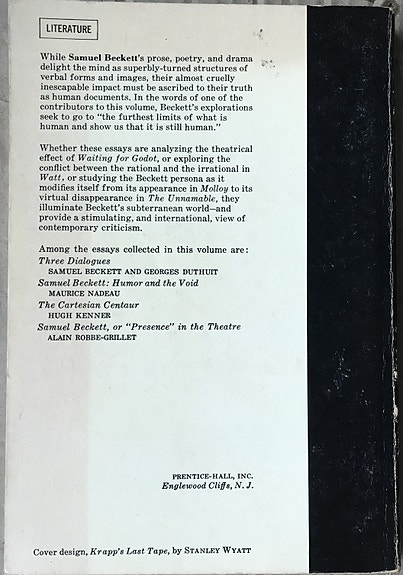 LITERATURE
While Samuel Beckett's prose, poetry, and drama
delight the mind as superbly-turned structures of
verbal forms and images, their almost cruelly
inescapable impact must be ascribed to their truth
as human documents. In the words of one of the
contributors to this volume, Beckett's explorations
seek to go to "the furthest limits of what is
human and show us that it is still human."
Whether these essays are analyzing the theatrical
effect of Waiting for Godot, or exploring the
conflict between the rational and the irrational in
Watt, or studying the Beckett persona as it
modifies itself from its appearance in Molloy to its
virtual disappearance in The Unnamable, they
illuminate Beckett's subterranean world—and
provide a stimulating, and international, view of
contemporary criticism.
Among the essays collected in this volume are:
Three Dialogues
SAMUEL BECKETT AND GEORGES DUTHUIT
Samuel Beckett: Humor and the Void
MAURICE NADEAU
The Cartesian Centaur
HUGH KENNER
Samuel Beckett, or "Presence" in the Theatre
ALAIN ROBBE-GRILLET
PRENTICE-HALL, INC.
Englewood Cliffs, N. J.
Cover design, Krapp's Last Tape, by STANLEY WYATT